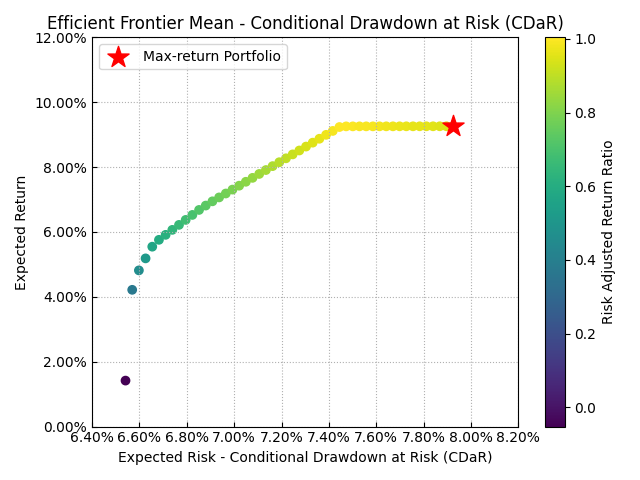 Efficient Frontier Mean - Conditional Drawdown at Risk (CDaR)
Max-return Portfolio
12.00%
10.00%
8.00%
6.00%
4.00%
2.00%
0.00%
Expected Return
6.40% 6.60% 6.80% 7.00% 7.20% 7.40% 7.60% 7.80% 8.00% 8.20%
Expected Risk - Conditional Drawdown at Risk (CDaR)
1.0
0.8
0.6
0.4
0.2
0.0
Risk Adjusted Return Ratio